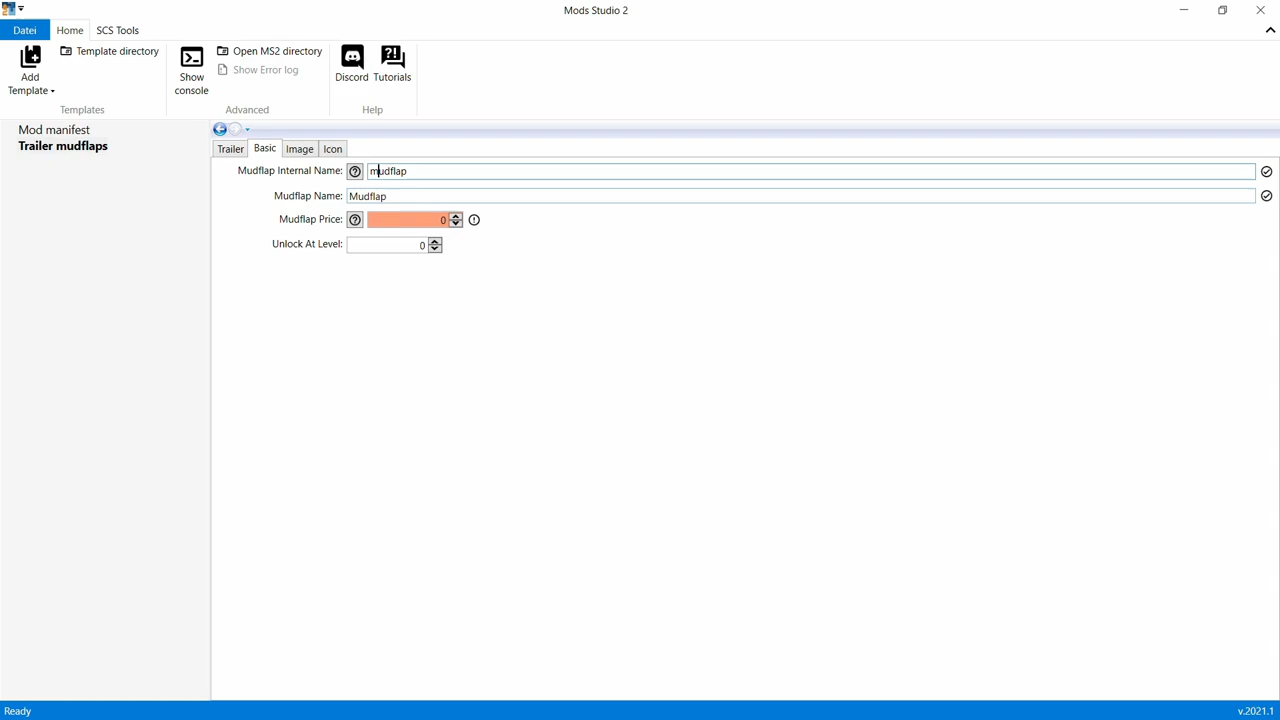 Mods Studio 2
Datei Home SCS Tools
Add Template
Template directory
Templates
Show console
Open MS2 directory
Show Error log
Advanced
Discord Tutorials
Help
Mod manifest
Trailer mudflaps
Trailer Basic Image Icon
Mudflap Internal Name: mudflap
Mudflap Name: Mudflap
Mudflap Price: 0
Unlock At Level: 0
Ready
v.2021.1